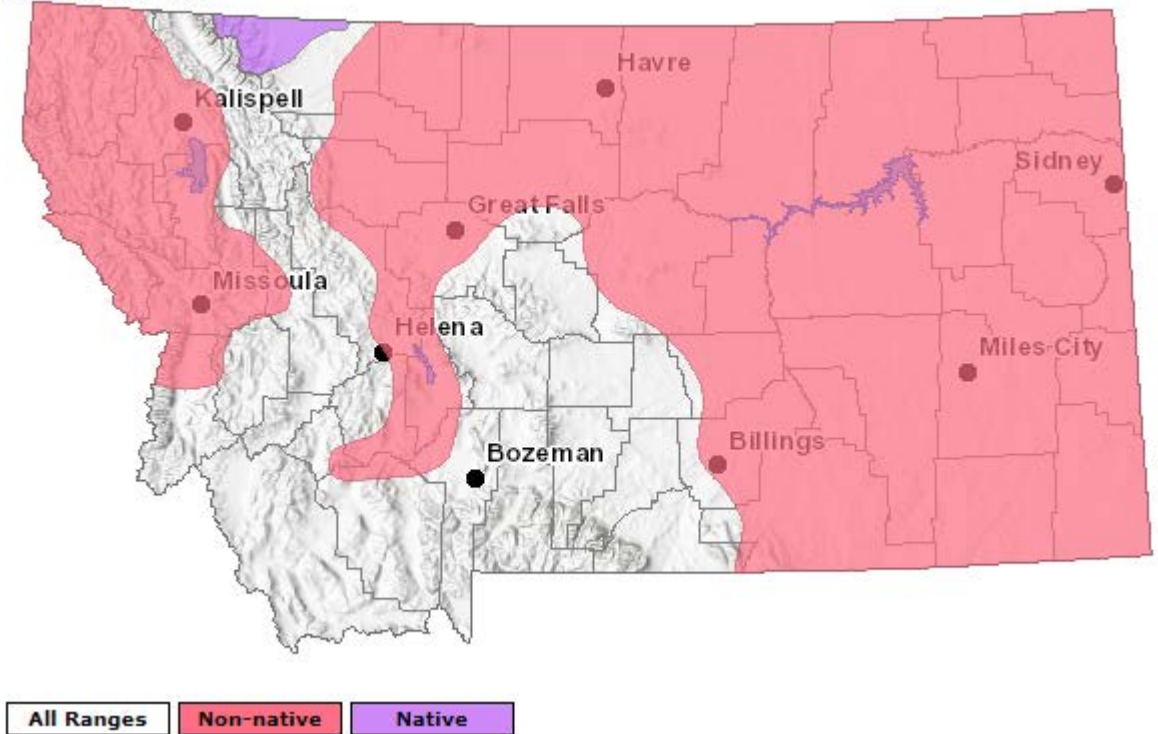 Havre
Kalispell
Sidney
Great Falls
Missoula
Helena
Miles City
Billings
Bozeman
All Ranges
Non-native
Native